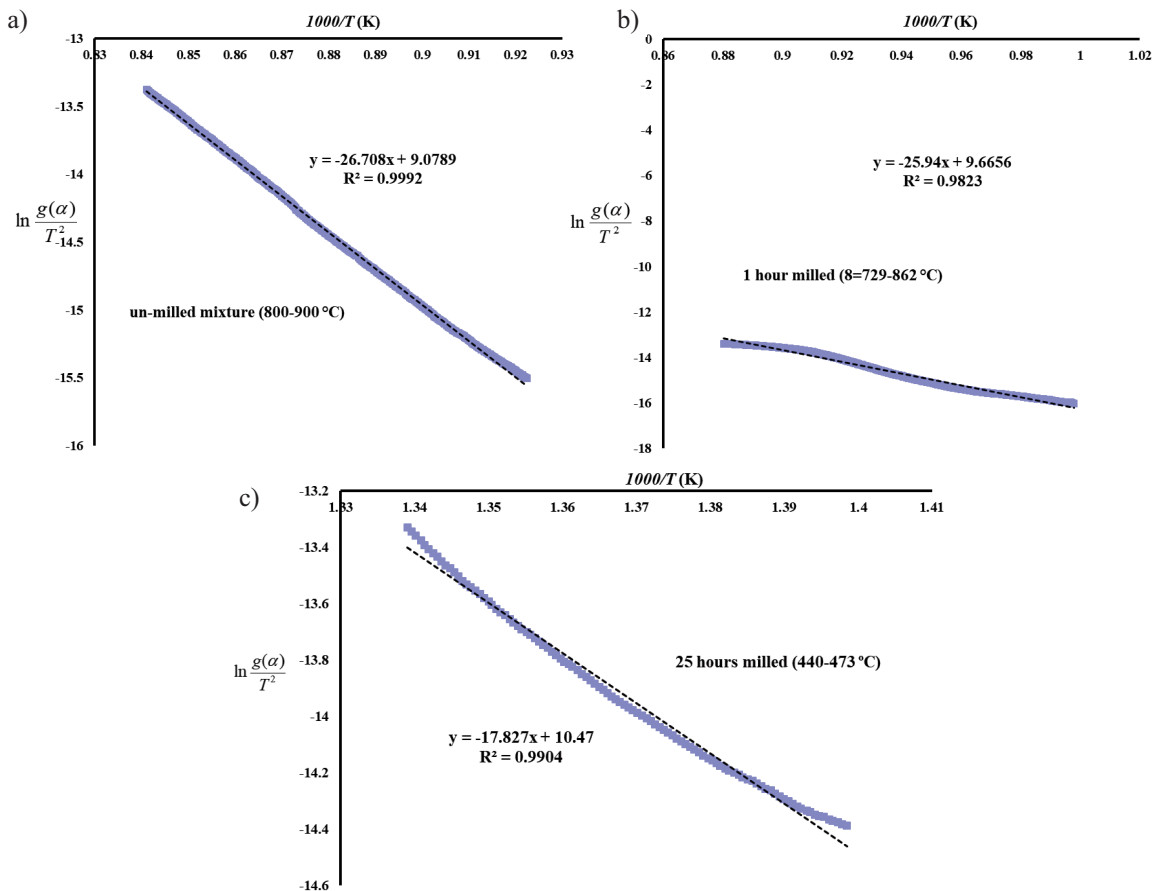 a)
1000/T (K)
-13
0.83 0.84 0.85 0.86 0.87 0.88 0.89 0.9 0.91 0.92 0.93
-13.5
-14
-14.5
-15
-15.5
-16
ln g(α)
T²
y = -26.708x + 9.0789
R² = 0.9992
un-milled mixture (800-900 °C)
b)
1000/T (K)
0
0.86 0.88 0.9 0.92 0.94 0.96 0.98 1 1.02
-2
-4
-6
-8
-10
-12
-14
-16
-18
ln g(α)
T²
y = -25.94x + 9.6656
R² = 0.9823
1 hour milled (8=729-862 °C)
c)
1000/T (K)
-13.2
1.33 1.34 1.35 1.36 1.37 1.38 1.39 1.4 1.41
-13.4
-13.6
-13.8
-14
-14.2
-14.4
-14.6
ln g(α)
T²
25 hours milled (440-473 °C)
y = -17.827x + 10.47
R² = 0.9904